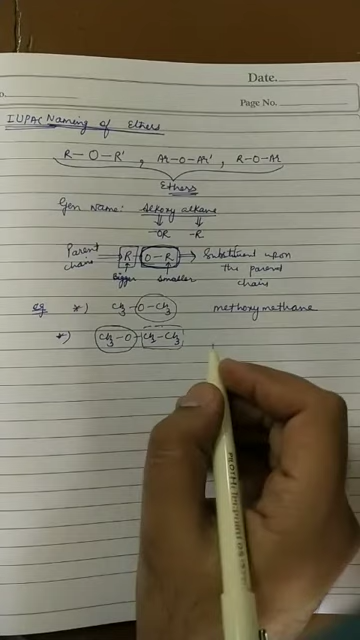 Date.
o.
Page No.
IUPAC Naming of Ethers
R-O-R', Ar-O-Ar', R-O-Ar
Ethers
Gen Name: Alkoxy alkane
-OR -R
Parent chain R O-R Substituent upon the parent chain
Bigger Smaller
eg *) CH3-O-CH3 methoxymethane
*) CH3-O-CH2-CH3